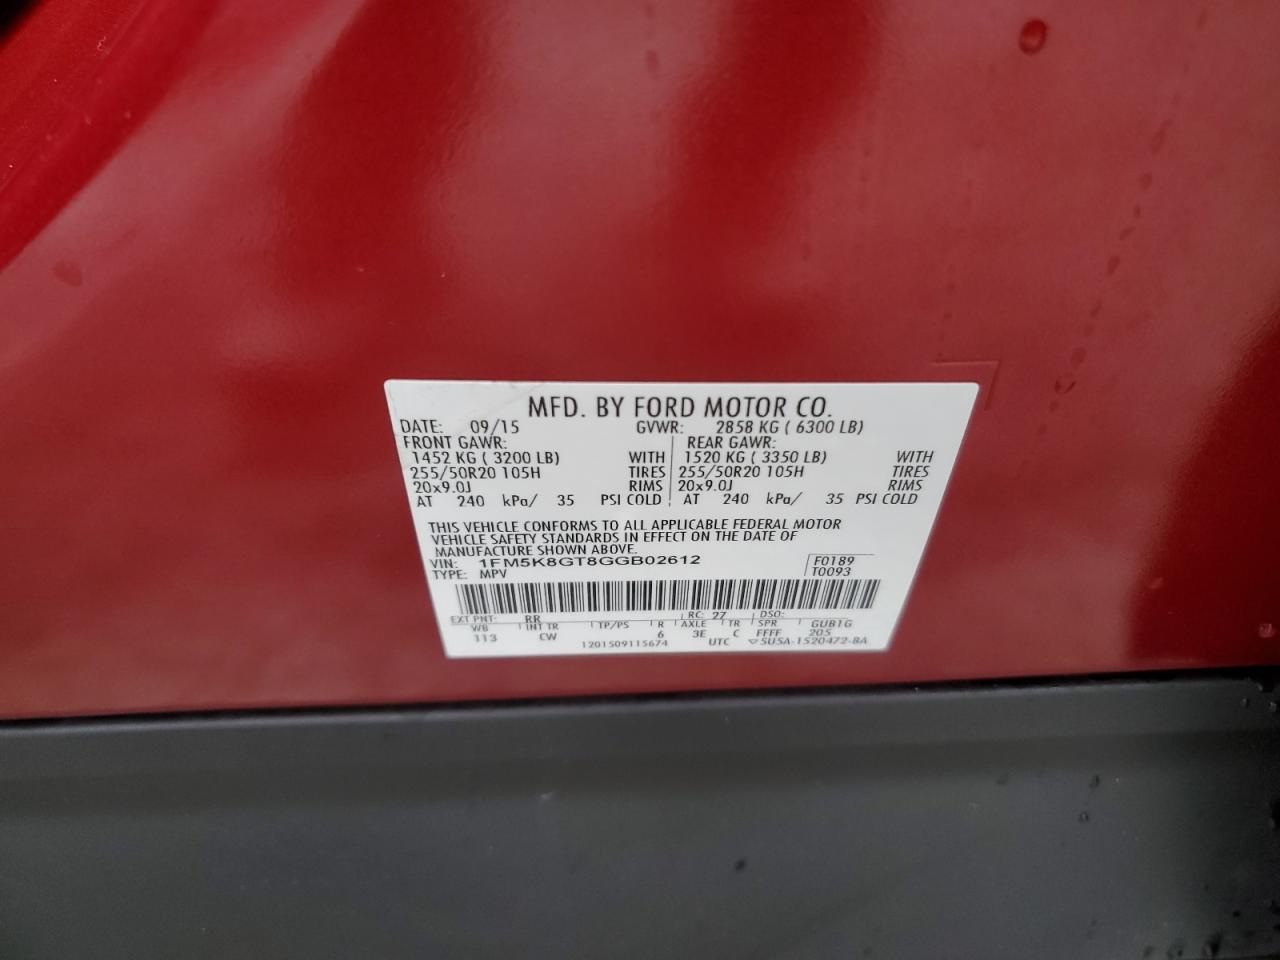 MFD. BY FORD MOTOR CO.
DATE: 09/15 GVWR: 2858 KG ( 6300 LB)
FRONT GAWR: REAR GAWR:
1452 KG ( 3200 LB) WITH 1520 KG ( 3350 LB) WITH
255/50R20 105H TIRES 255/50R20 105H TIRES
20x9.0J RIMS 20x9.0J RIMS
AT 240 kPa/ 35 PSI COLD AT 240 kPa/ 35 PSI COLD
THIS VEHICLE CONFORMS TO ALL APPLICABLE FEDERAL MOTOR
VEHICLE SAFETY STANDARDS IN EFFECT ON THE DATE OF
MANUFACTURE SHOWN ABOVE.
VIN: 1FM5K8GT8GGB02612 F0189
TYPE: MPV T0093
EXT PNT: RR RC: 27 DSO:
WB INT TR TP/PS R AXLE TR SPR GUB1G
113 CW 6 3E C FFFF 205
1201509115674 UTC 5USA-1520472-BA